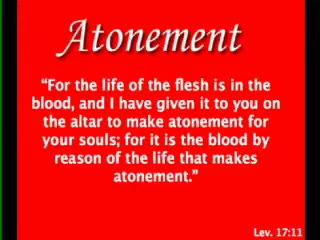 Atonement
“For the life of the flesh is in the
blood, and I have given it to you on
the altar to make atonement for
your souls; for it is the blood by
reason of the life that makes
atonement.”
Lev. 17:11